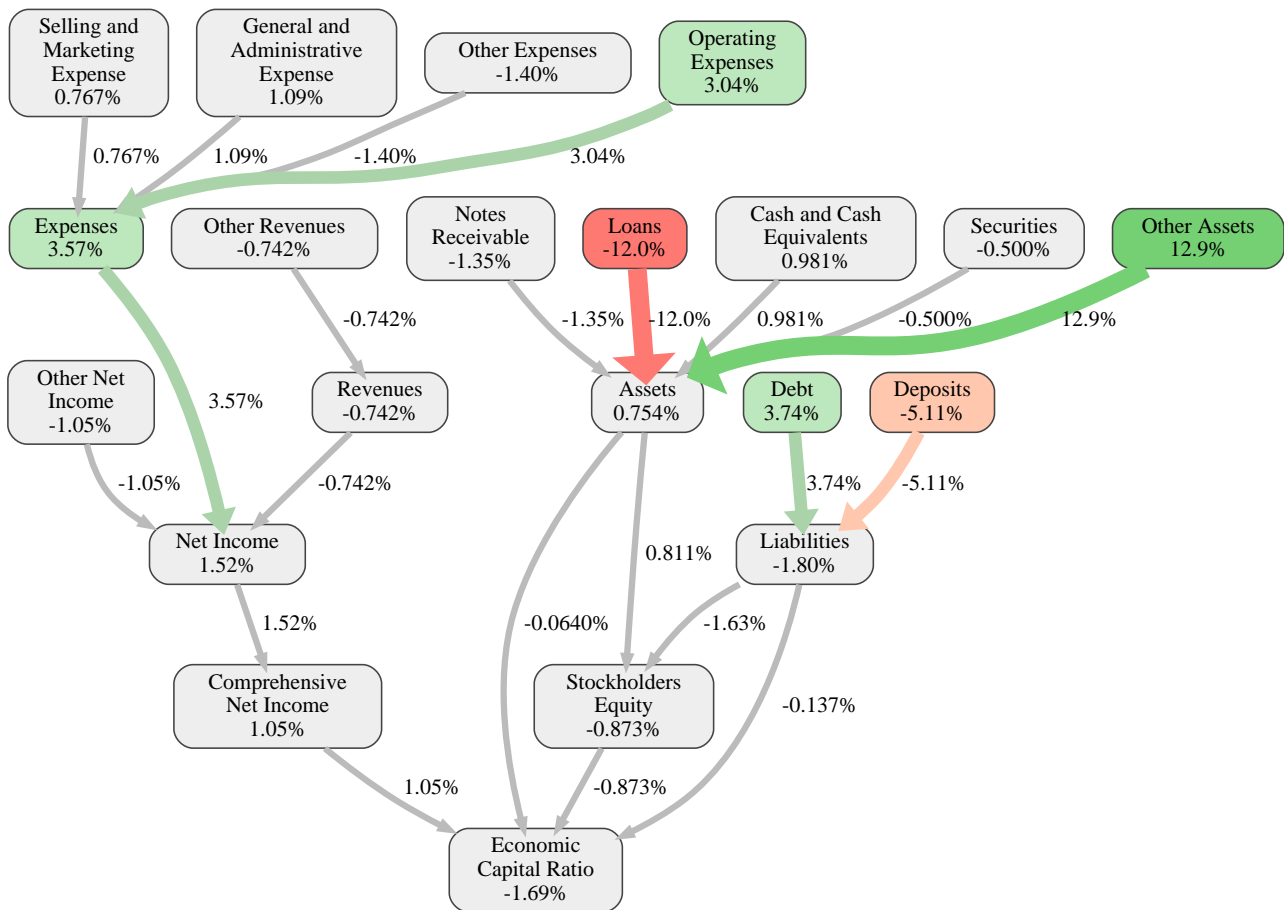 Selling and
Marketing
Expense
0.767%
General and
Administrative
Expense
1.09%
Other Expenses
-1.40%
Operating
Expenses
3.04%
0.767%
1.09%
-1.40%
3.04%
Expenses
3.57%
Other Revenues
-0.742%
Notes
Receivable
-1.35%
Loans
-12.0%
Cash and Cash
Equivalents
0.981%
Securities
-0.500%
Other Assets
12.9%
-0.742%
-1.35%
-12.0%
0.981%
-0.500%
12.9%
Other Net
Income
-1.05%
3.57%
Revenues
-0.742%
Assets
0.754%
Debt
3.74%
Deposits
-5.11%
-1.05%
-0.742%
3.74%
-5.11%
Net Income
1.52%
0.811%
Liabilities
-1.80%
1.52%
-0.0640%
-1.63%
Comprehensive
Net Income
1.05%
Stockholders
Equity
-0.873%
-0.137%
1.05%
-0.873%
Economic
Capital Ratio
-1.69%